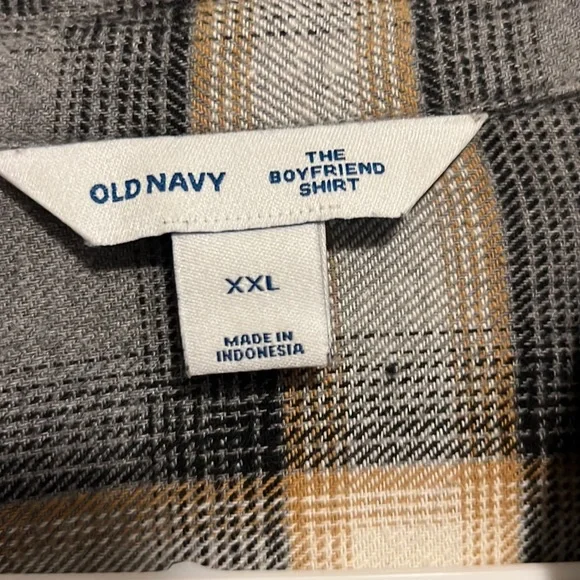 OLD NAVY
THE
BOYFRIEND
SHIRT
XXL
MADE IN
INDONESIA